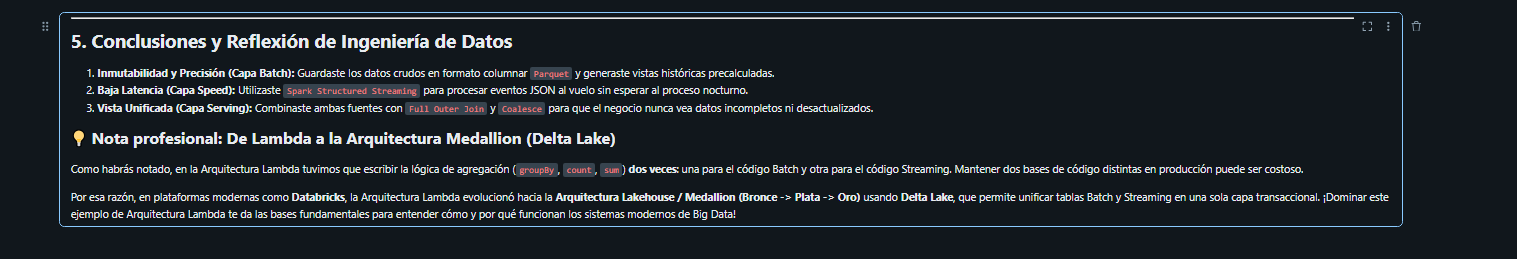 5. Conclusiones y Reflexión de Ingeniería de Datos
1. Inmutabilidad y Precisión (Capa Batch): Guardaste los datos crudos en formato columnar Parquet y generaste vistas históricas precalculadas.
2. Baja Latencia (Capa Speed): Utilizaste Spark Structured Streaming para procesar eventos JSON al vuelo sin esperar al proceso nocturno.
3. Vista Unificada (Capa Serving): Combinaste ambas fuentes con Full Outer Join y Coalesce para que el negocio nunca vea datos incompletos ni desactualizados.
💡 Nota profesional: De Lambda a la Arquitectura Medallion (Delta Lake)
Como habrás notado, en la Arquitectura Lambda tuvimos que escribir la lógica de agregación (groupBy, count, sum) dos veces: una para el código Batch y otra para el código Streaming. Mantener dos bases de código distintas en producción puede ser costoso.
Por esa razón, en plataformas modernas como Databricks, la Arquitectura Lambda evolucionó hacia la Arquitectura Lakehouse / Medallion (Bronce -> Plata -> Oro) usando Delta Lake, que permite unificar tablas Batch y Streaming en una sola capa transaccional. ¡Dominar este
ejemplo de Arquitectura Lambda te da las bases fundamentales para entender cómo y por qué funcionan los sistemas modernos de Big Data!